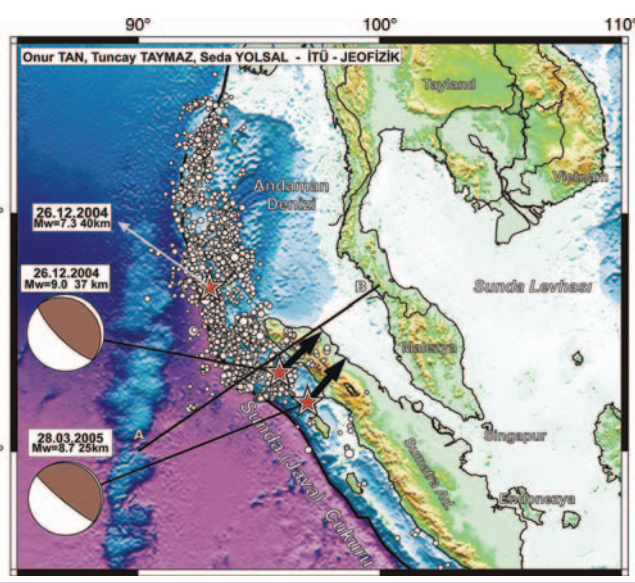 90°
100°
110°
Onur TAN, Tuncay TAYMAZ, Seda YOLSAL - İTÜ - JEOFİZİK
Tayland
Vietnam
Andaman
Denizi
26.12.2004
Mw=7.3 40km
26.12.2004
Mw=9.0 37 km
B
Sunda Levhası
Malezya
28.03.2005
Mw=8.7 25km
A
Sunda (Java) Çukuru
Singapur
Sumatra Ad.
Endonezya